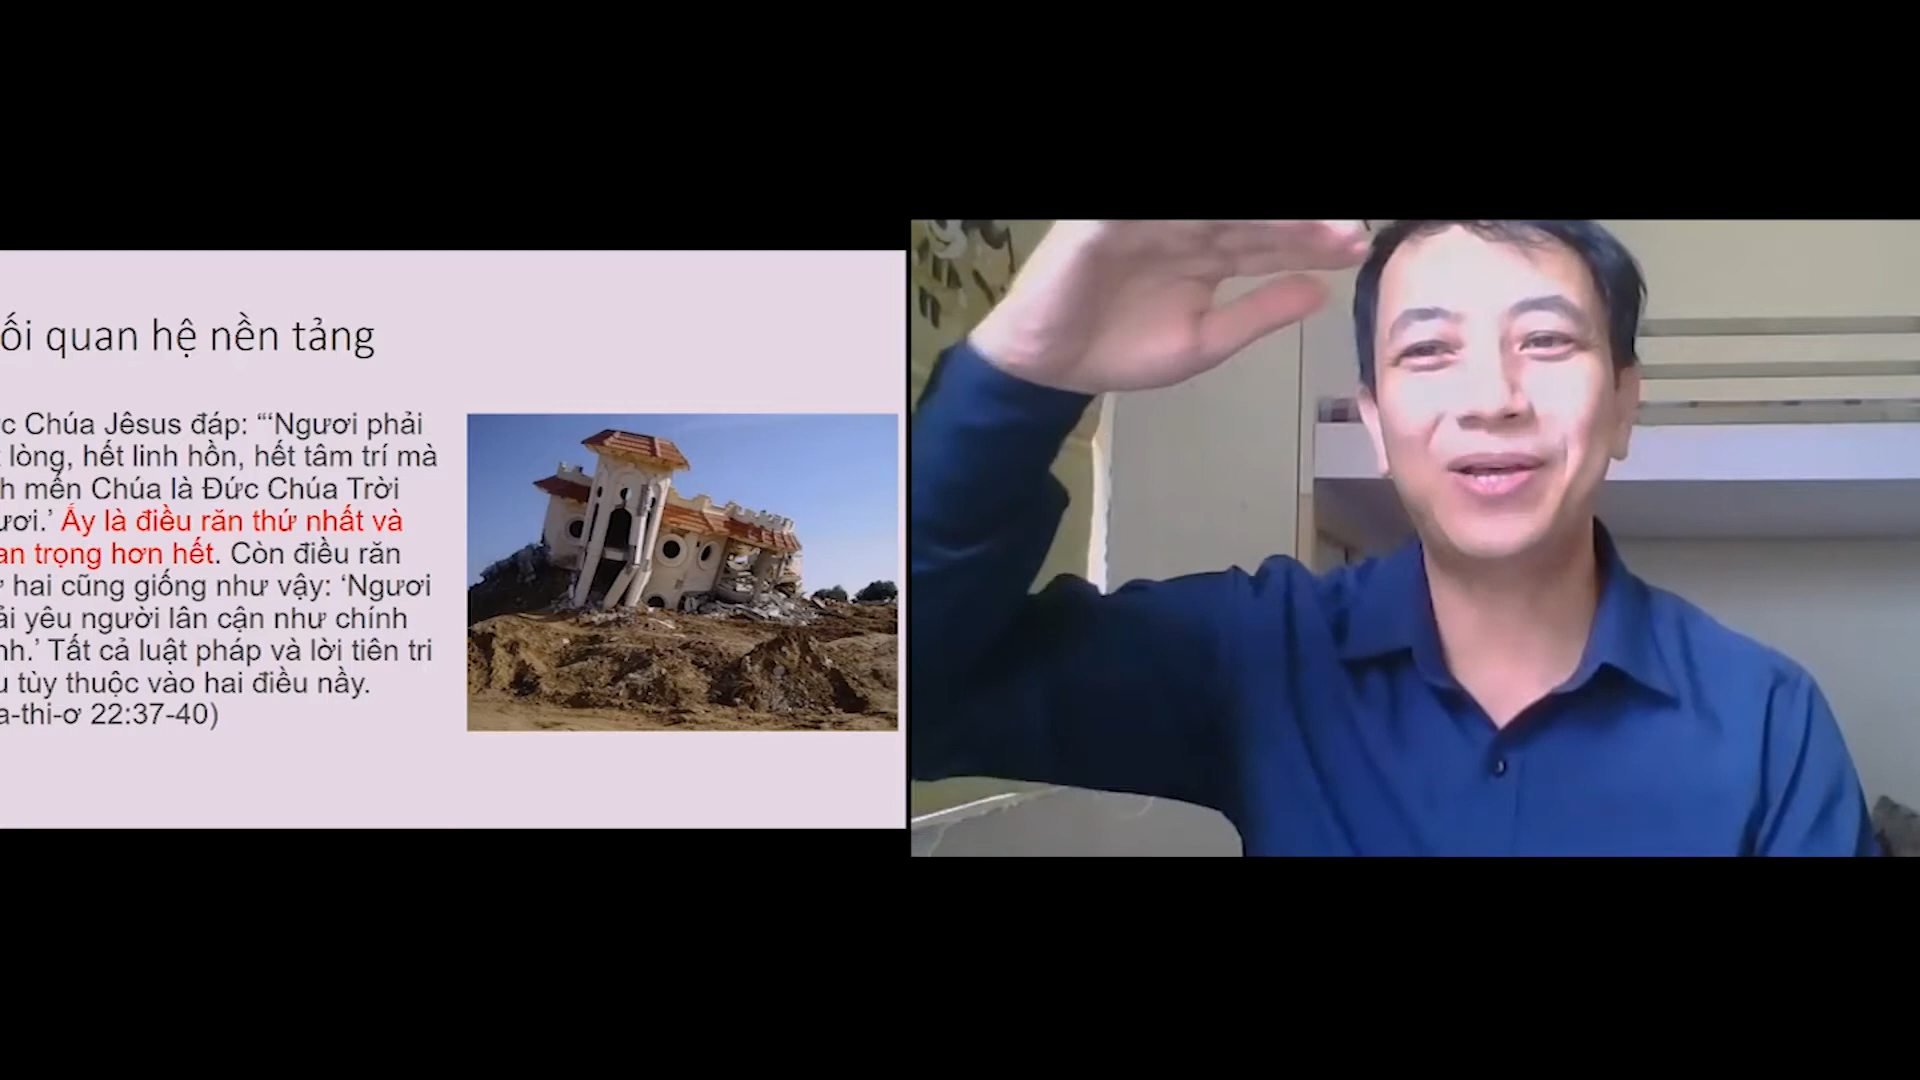 ối quan hệ nền tảng
c Chúa Jêsus đáp: “‘Ngươi phải
lòng, hết linh hồn, hết tâm trí mà
h mến Chúa là Đức Chúa Trời
ươi.’ Ấy là điều răn thứ nhất và
an trọng hơn hết. Còn điều răn
hai cũng giống như vậy: ‘Ngươi
ải yêu người lân cận như chính
nh.’ Tất cả luật pháp và lời tiên tri
u tùy thuộc vào hai điều nầy.
a-thi-ơ 22:37-40)